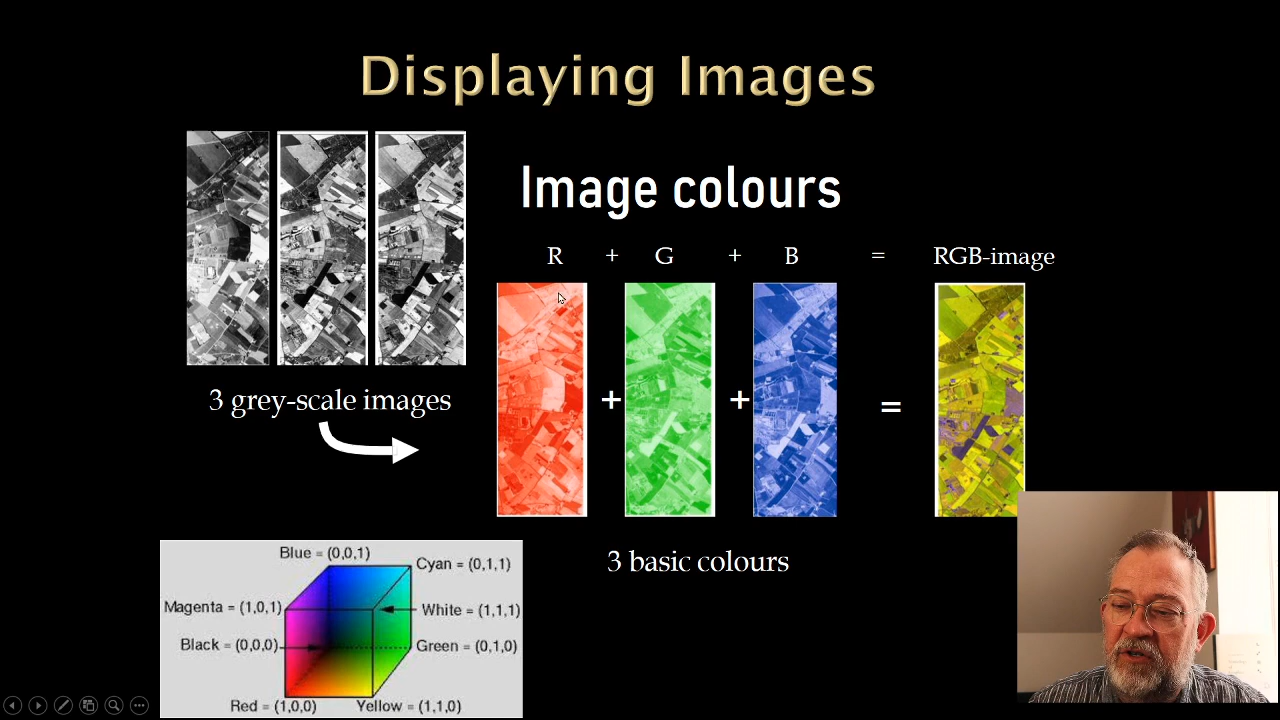 Displaying Images
Image colours
R + G + B = RGB-image
+ + =
3 grey-scale images
3 basic colours
Blue = (0,0,1)
Cyan = (0,1,1)
Magenta = (1,0,1)
White = (1,1,1)
Black = (0,0,0)
Green = (0,1,0)
Red = (1,0,0)
Yellow = (1,1,0)